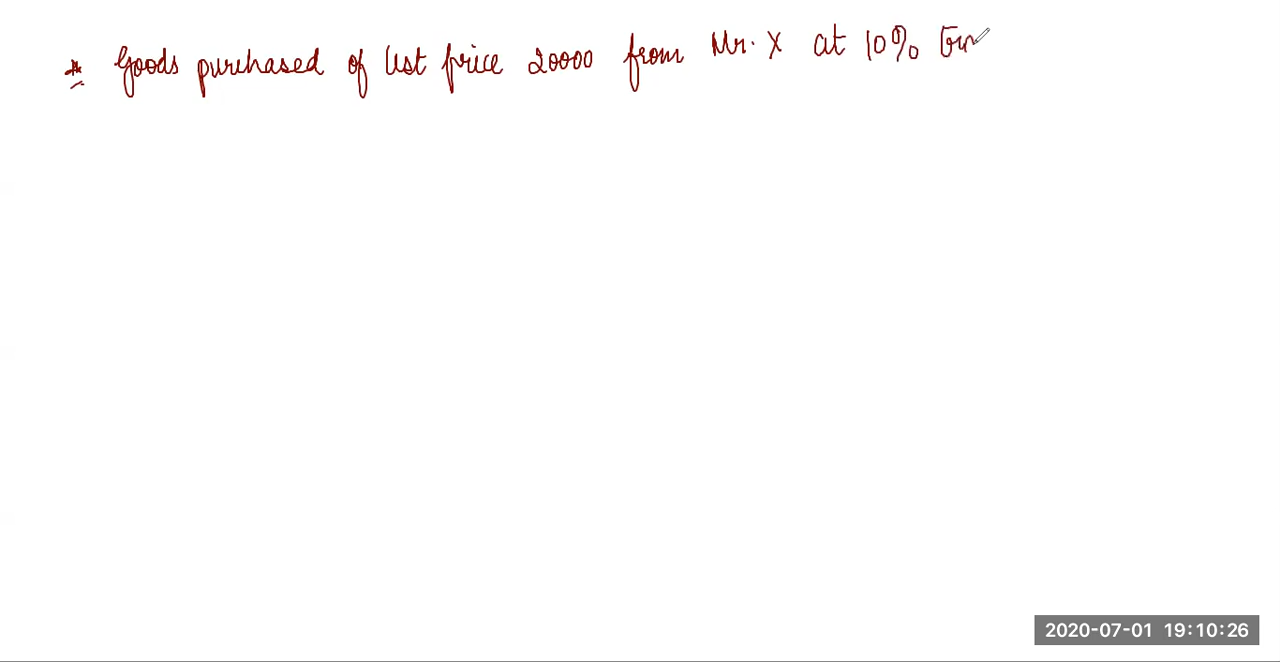 * Goods purchased of list price 20000 from Mr. X at 10%
2020-07-01 19:10:26